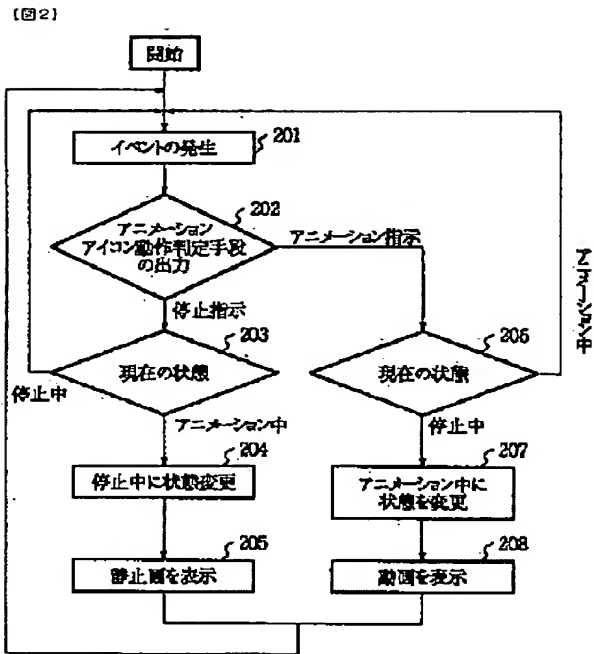 【図2】
開始
イベントの発生
201
202
アニメーション
アイコン動作判定手段
の出力
アニメーション指示
停止指示
203
206
現在の状態
現在の状態
アニメーション中
停止中
アニメーション中
停止中
204
207
停止中に状態変更
アニメーション中に
状態を変更
205
208
静止画を表示
動画を表示